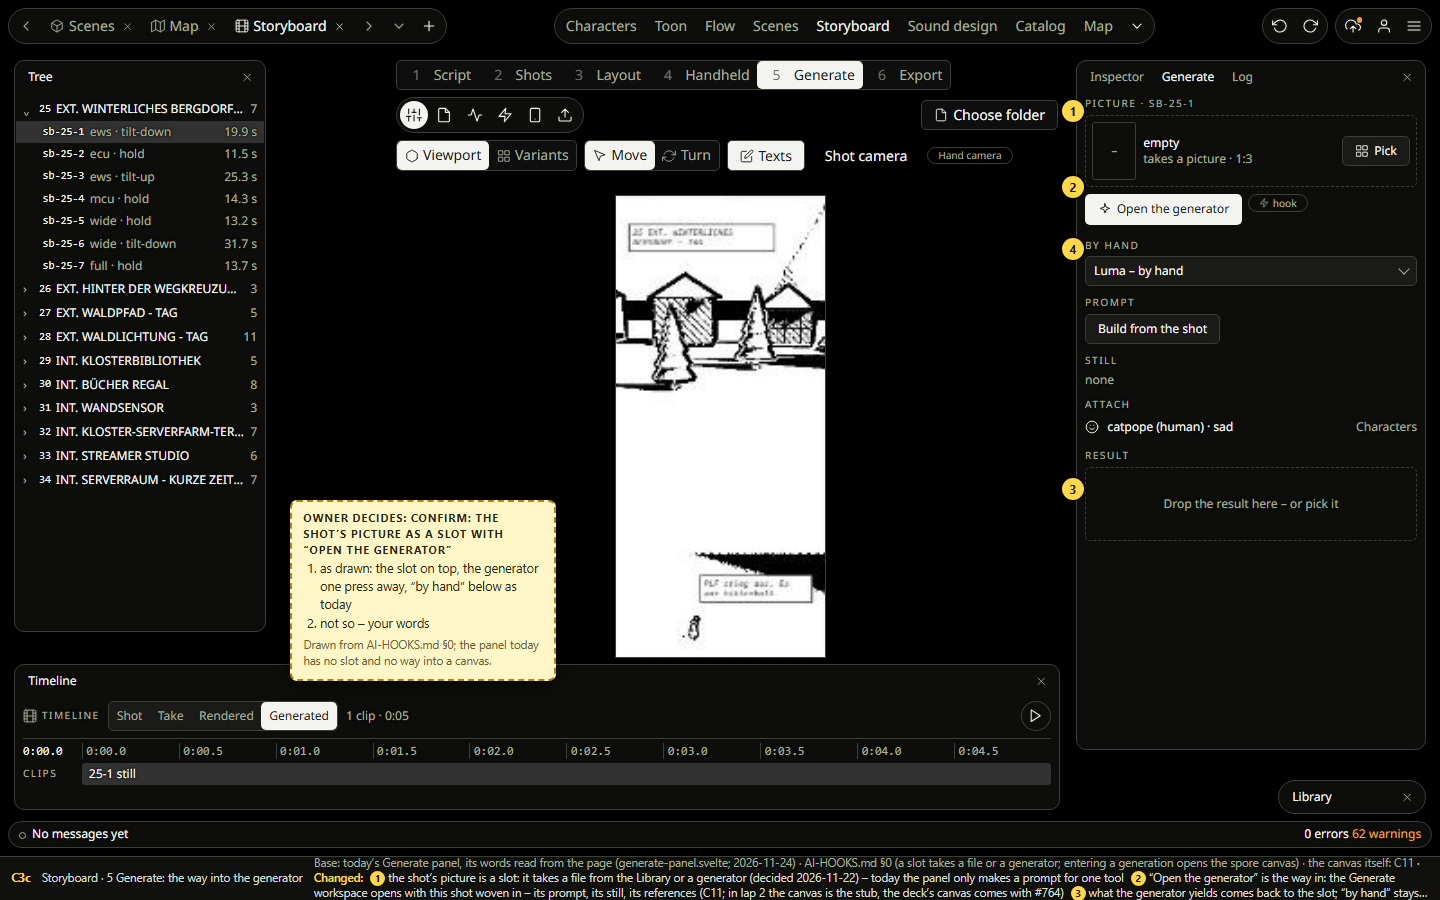 Scenes × Map × Storyboard ×
Characters Toon Flow Scenes Storyboard Sound design Catalog Map
Tree ×
25 EXT. WINTERLICHES BERGDORF... 7
sb-25-1 ews · tilt-down 19.9 s
sb-25-2 ecu · hold 11.5 s
sb-25-3 ews · tilt-up 25.3 s
sb-25-4 mcu · hold 14.3 s
sb-25-5 wide · hold 13.2 s
sb-25-6 wide · tilt-down 31.7 s
sb-25-7 full · hold 13.7 s
26 EXT. HINTER DER WEGKREUZU... 3
27 EXT. WALDPFAD - TAG 5
28 EXT. WALDLICHTUNG - TAG 11
29 INT. KLOSTERBIBLIOTHEK 5
30 INT. BÜCHER REGAL 8
31 INT. WANDSENSOR 3
32 INT. KLOSTER-SERVERFARM-TER... 7
33 INT. STREAMER STUDIO 6
34 INT. SERVERRAUM - KURZE ZEIT... 7
1 Script 2 Shots 3 Layout 4 Handheld 5 Generate 6 Export
Choose folder
Viewport Variants Move Turn Texts Shot camera Hand camera
25 EXT. WINTERLICHES
BERGDORF - TAG
OWNER DECIDES: CONFIRM: THE
SHOT'S PICTURE AS A SLOT WITH
“OPEN THE GENERATOR”
1. as drawn: the slot on top, the generator
one press away, “by hand” below as
today
2. not so – your words
Drawn from AI-HOOKS.md §0; the panel today
has no slot and no way into a canvas.
Inspector Generate Log ×
1 PICTURE · SB-25-1
–
empty
takes a picture · 1:3
Pick
2
Open the generator
hook
4 BY HAND
Luma – by hand
PROMPT
Build from the shot
STILL
none
ATTACH
catpope (human) · sad Characters
RESULT
3
Drop the result here – or pick it
Timeline ×
TIMELINE Shot Take Rendered Generated 1 clip · 0:05
0:00.0 0:00.0 0:00.5 0:01.0 0:01.5 0:02.0 0:02.5 0:03.0 0:03.5 0:04.0 0:04.5
CLIPS 25-1 still
Library ×
No messages yet
0 errors 62 warnings
C3c Storyboard · 5 Generate: the way into the generator
Base: today's Generate panel, its words read from the page (generate-panel.svelte; 2026-11-24) · AI-HOOKS.md §0 (a slot takes a file or a generator; entering a generation opens the spore canvas) · the canvas itself: C11 ·
Changed: 1 the shot's picture is a slot: it takes a file from the Library or a generator (decided 2026-11-22) – today the panel only makes a prompt for one tool 2 “Open the generator” is the way in: the Generate
workspace opens with this shot woven in – its prompt, its still, its references (C11; in lap 2 the canvas is the stub, the deck's canvas comes with #764) 3 what the generator yields comes back to the slot; “by hand” stays...